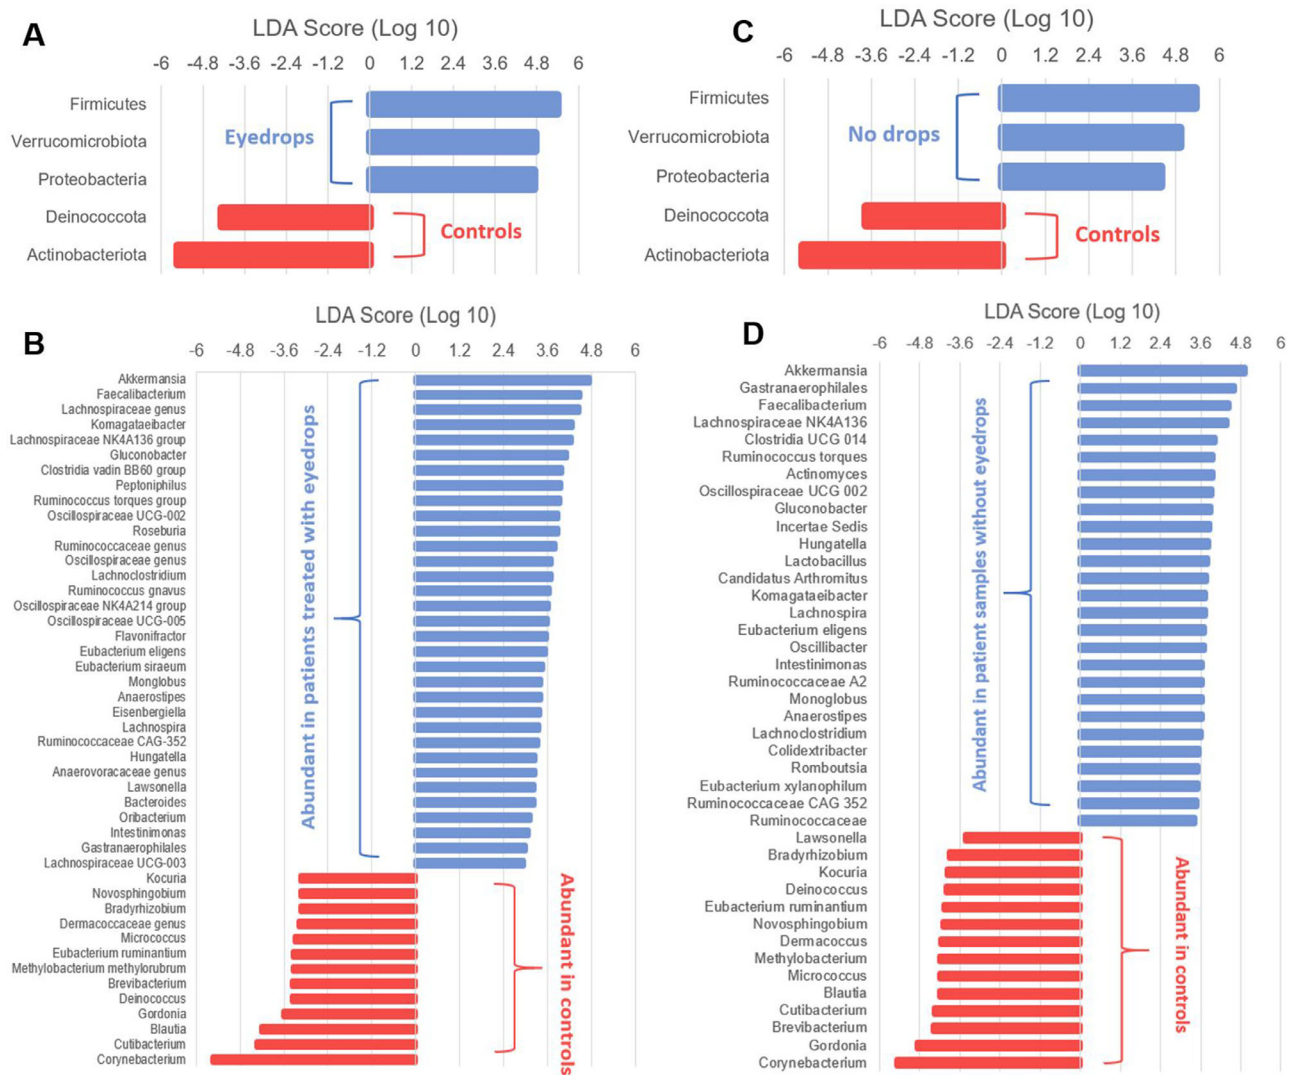 A
LDA Score (Log 10)
-6 -4.8 -3.6 -2.4 -1.2 0 1.2 2.4 3.6 4.8 6
Firmicutes
Verrucomicrobiota
Proteobacteria
Deinococcota
Actinobacteriota
Eyedrops
Controls
C
LDA Score (Log 10)
-6 -4.8 -3.6 -2.4 -1.2 0 1.2 2.4 3.6 4.8 6
Firmicutes
Verrucomicrobiota
Proteobacteria
Deinococcota
Actinobacteriota
No drops
Controls
B
LDA Score (Log 10)
-6 -4.8 -3.6 -2.4 -1.2 0 1.2 2.4 3.6 4.8 6
Akkermansia
Faecalibacterium
Lachnospiraceae genus
Komagataeibacter
Lachnospiraceae NK4A136 group
Gluconobacter
Clostridia vadin BB60 group
Peptoniphilus
Ruminococcus torques group
Oscillospiraceae UCG-002
Roseburia
Ruminococcaceae genus
Oscillospiraceae genus
Lachnoclostridium
Ruminococcus gnavus
Oscillospiraceae NK4A214 group
Oscillospiraceae UCG-005
Flavonifractor
Eubacterium eligens
Eubacterium siraeum
Monglobus
Anaerostipes
Eisenbergiella
Lachnospira
Ruminococcaceae CAG-352
Hungatella
Anaerovoracaceae genus
Lawsonella
Bacteroides
Oribacterium
Intestinimonas
Gastranaerophilales
Lachnospiraceae UCG-003
Kocuria
Novosphingobium
Bradyrhizobium
Dermacoccaceae genus
Micrococcus
Eubacterium ruminantium
Methylobacterium methylorubrum
Brevibacterium
Deinococcus
Gordonia
Blautia
Cutibacterium
Corynebacterium
Abundant in patients treated with eyedrops
Abundant in controls
D
LDA Score (Log 10)
-6 -4.8 -3.6 -2.4 -1.2 0 1.2 2.4 3.6 4.8 6
Akkermansia
Gastranaerophilales
Faecalibacterium
Lachnospiraceae NK4A136
Clostridia UCG 014
Ruminococcus torques
Actinomyces
Oscillospiraceae UCG 002
Gluconobacter
Incertae Sedis
Hungatella
Lactobacillus
Candidatus Arthromitus
Komagataeibacter
Lachnospira
Eubacterium eligens
Oscillibacter
Intestinimonas
Ruminococcaceae A2
Monoglobus
Anaerostipes
Lachnoclostridium
Colidextribacter
Romboutsia
Eubacterium xylanophilum
Ruminococcaceae CAG 352
Ruminococcaceae
Lawsonella
Bradyrhizobium
Kocuria
Deinococcus
Eubacterium ruminantium
Novosphingobium
Dermacoccus
Methylobacterium
Micrococcus
Blautia
Cutibacterium
Brevibacterium
Gordonia
Corynebacterium
Abundant in patient samples without eyedrops
Abundant in controls